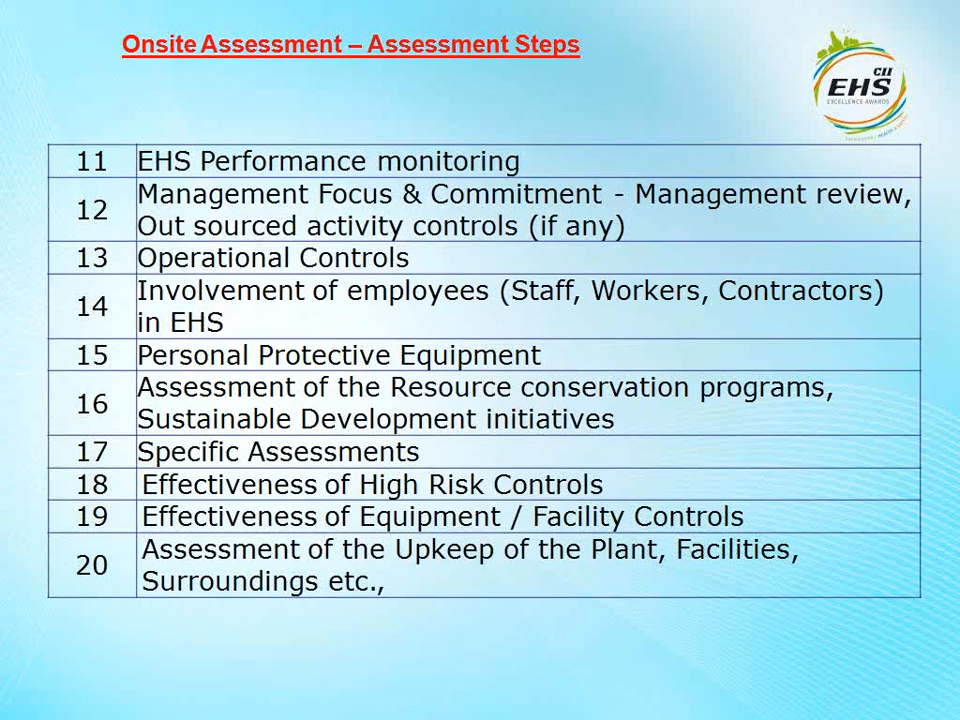 Onsite Assessment – Assessment Steps
CII
EHS
EXCELLENCE AWARDS
11 EHS Performance monitoring
12 Management Focus & Commitment - Management review,
Out sourced activity controls (if any)
13 Operational Controls
14 Involvement of employees (Staff, Workers, Contractors)
in EHS
15 Personal Protective Equipment
16 Assessment of the Resource conservation programs,
Sustainable Development initiatives
17 Specific Assessments
18 Effectiveness of High Risk Controls
19 Effectiveness of Equipment / Facility Controls
20 Assessment of the Upkeep of the Plant, Facilities,
Surroundings etc.,